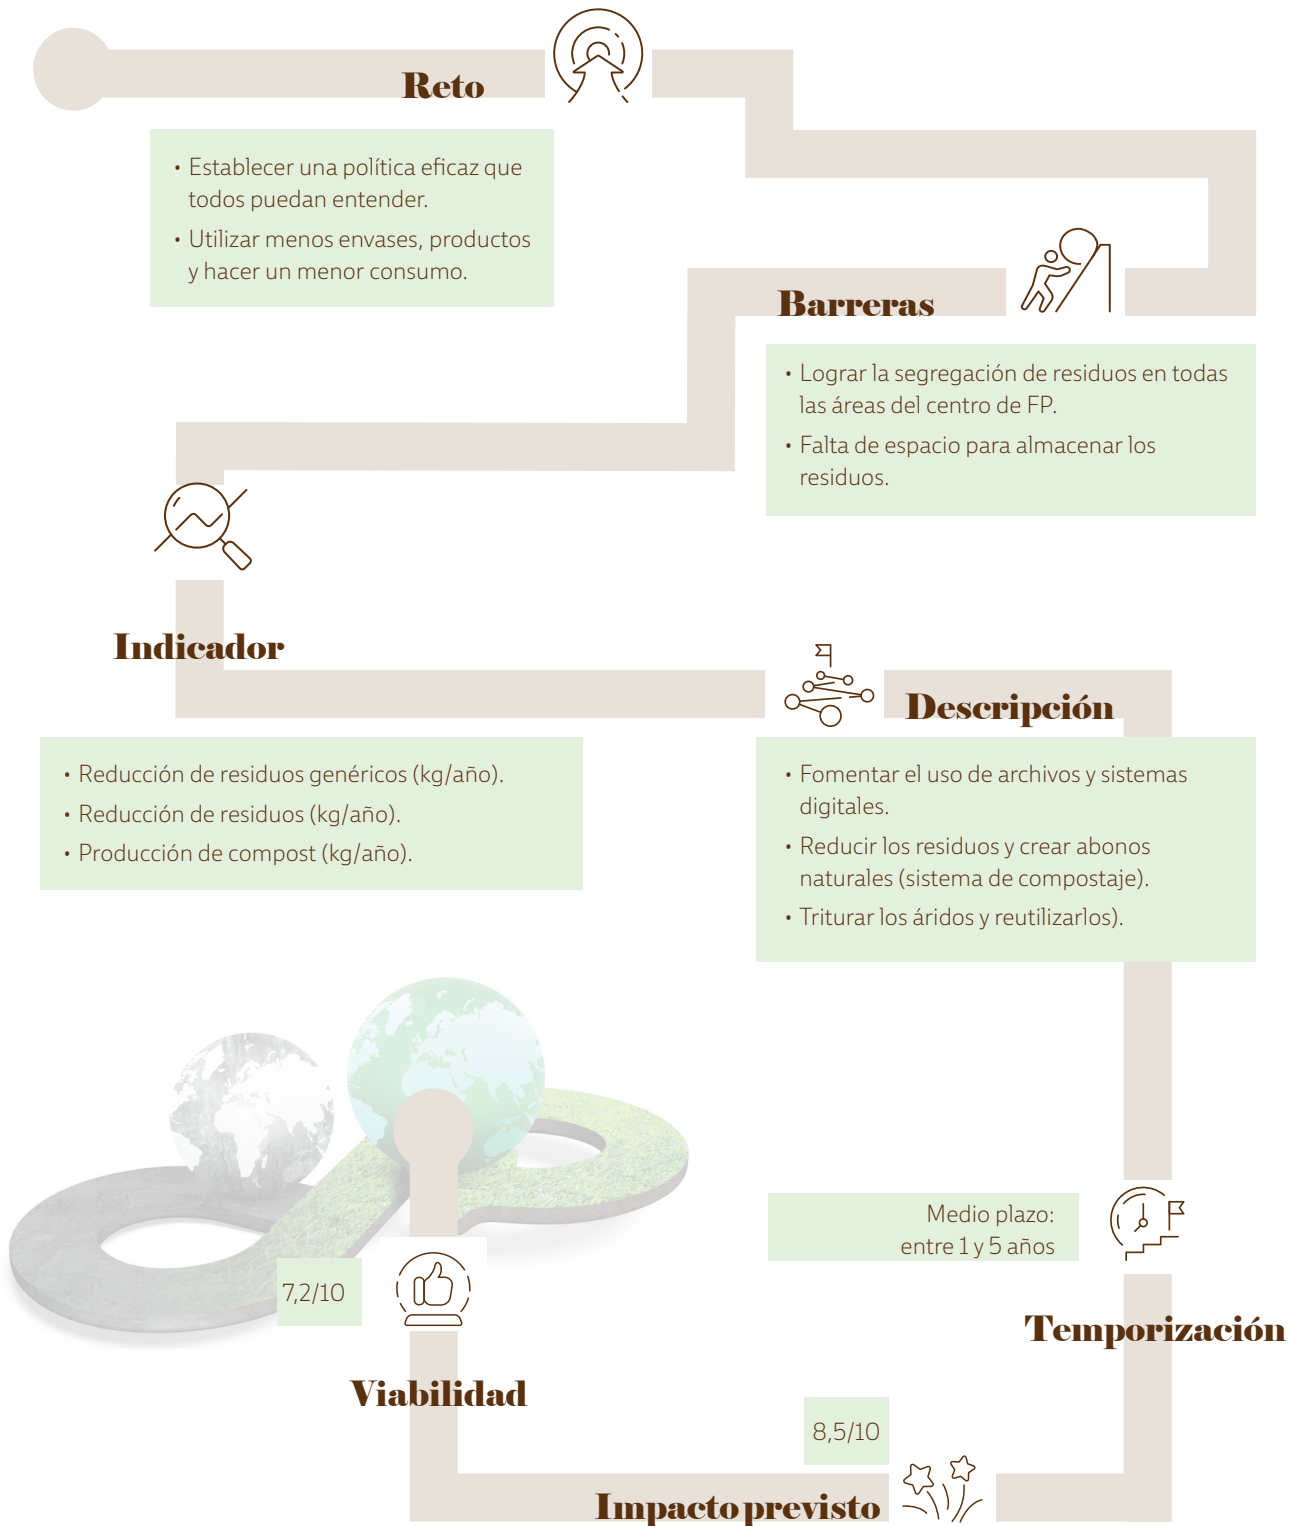 Reto
• Establecer una política eficaz que
todos puedan entender.
• Utilizar menos envases, productos
y hacer un menor consumo.
Barreras
• Lograr la segregación de residuos en todas
las áreas del centro de FP.
• Falta de espacio para almacenar los
residuos.
Indicador
• Reducción de residuos genéricos (kg/año).
• Reducción de residuos (kg/año).
• Producción de compost (kg/año).
Descripción
• Fomentar el uso de archivos y sistemas
digitales.
• Reducir los residuos y crear abonos
naturales (sistema de compostaje).
• Triturar los áridos y reutilizarlos).
Medio plazo:
entre 1 y 5 años
Temporización
8,5/10
Impacto previsto
7,2/10
Viabilidad